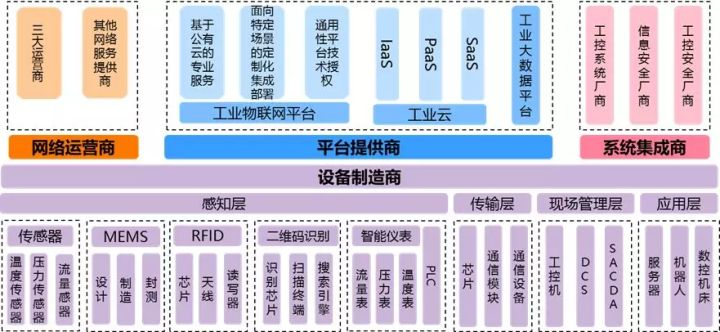 三大运营商
其他网络服务提供商
基于公有云的专业服务
面向特定场景的定制化集成部署
通用性平台技术授权
IaaS
PaaS
SaaS
工业大数据平台
工控系统厂商
信息安全厂商
工控安全厂商
工业物联网平台
工业云
网络运营商
平台提供商
系统集成商
设备制造商
感知层
传输层
现场管理层
应用层
传感器
MEMS
RFID
二维码识别
智能仪表
温度传感器
压力传感器
流量感器
设计
制造
封测
芯片
天线
读写器
识别芯片
扫描终端
搜索引擎
流量表
压力表
温度表
PLC
芯片
通信模块
通信设备
工控机
DCS
SACDA
服务器
机器人
数控机床